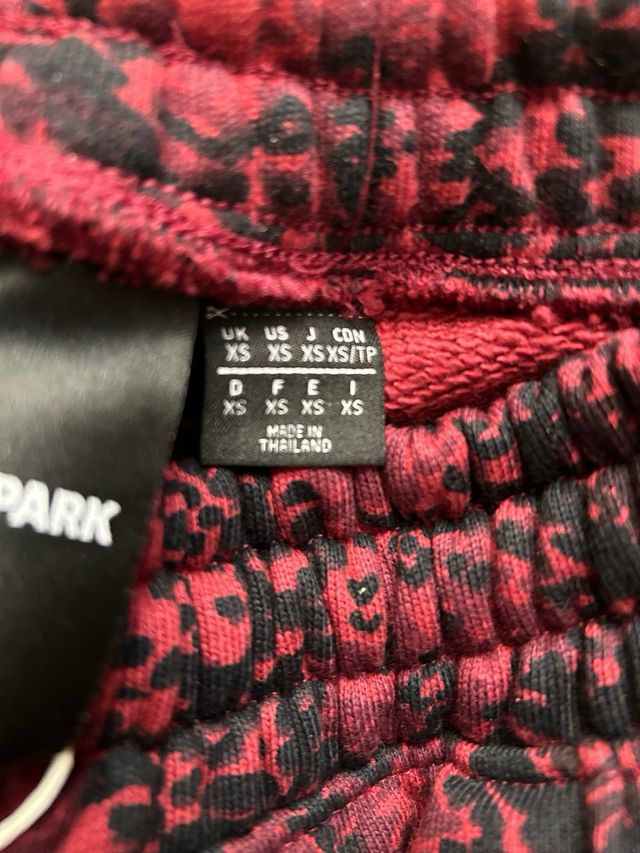 UK US J CDN
XS XS XS XS/TP
D F E I
XS XS XS XS
MADE IN
THAILAND
PARK